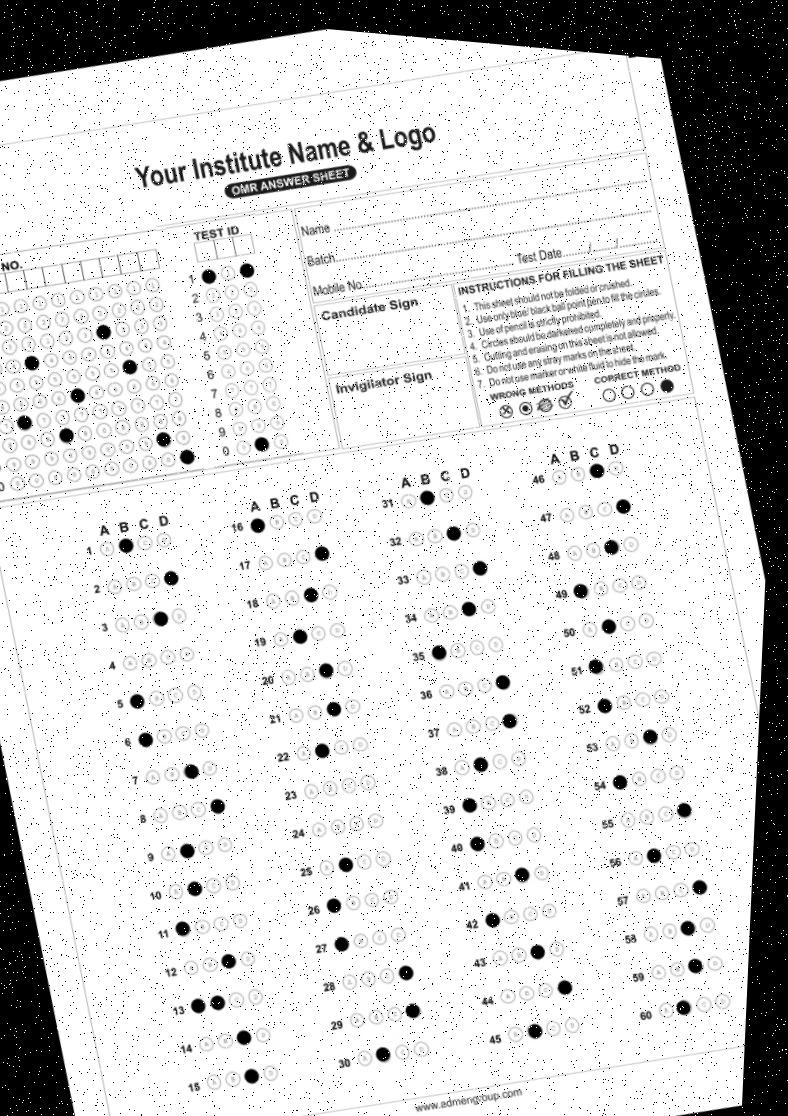 Your Institute Name & Logo
OMR ANSWER SHEET
NO.
TEST ID
1
2
3
4
5
6
7
8
9
0
Name
Batch
Mobile No.
Test Date / /
Candidate Sign
Invigilator Sign
INSTRUCTIONS FOR FILLING THE SHEET
1. This sheet should not be folded or crushed.
2. Use only blue/ black ball point pen to fill the circles.
3. Use of pencil is strictly prohibited.
4. Circles should be darkened completely and properly.
5. Cutting and erasing on this sheet is not allowed.
6. Do not use any stray marks on the sheet.
7. Do not use marker or white fluid to hide the mark.
WRONG METHODS
CORRECT METHOD
A B C D
1
2
3
4
5
6
7
8
9
10
11
12
13
14
15
A B C D
16
17
18
19
20
21
22
23
24
25
26
27
28
29
30
A B C D
31
32
33
34
35
36
37
38
39
40
41
42
43
44
45
A B C D
46
47
48
49
50
51
52
53
54
55
56
57
58
59
60